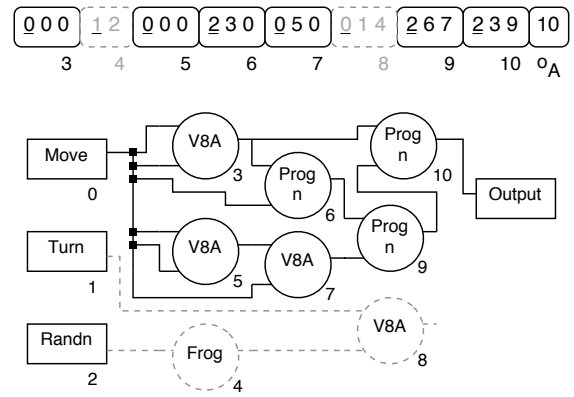 0 0 0 1 2 0 0 0 2 3 0 0 5 0 0 1 4 2 6 7 2 3 9 10
3 4 5 6 7 8 9 10 oA
Move
0
V8A
3
Prog
n
10
Prog
n
6
Output
Turn
1
V8A
5
V8A
7
Prog
n
9
Randn
2
Frog
4
V8A
8